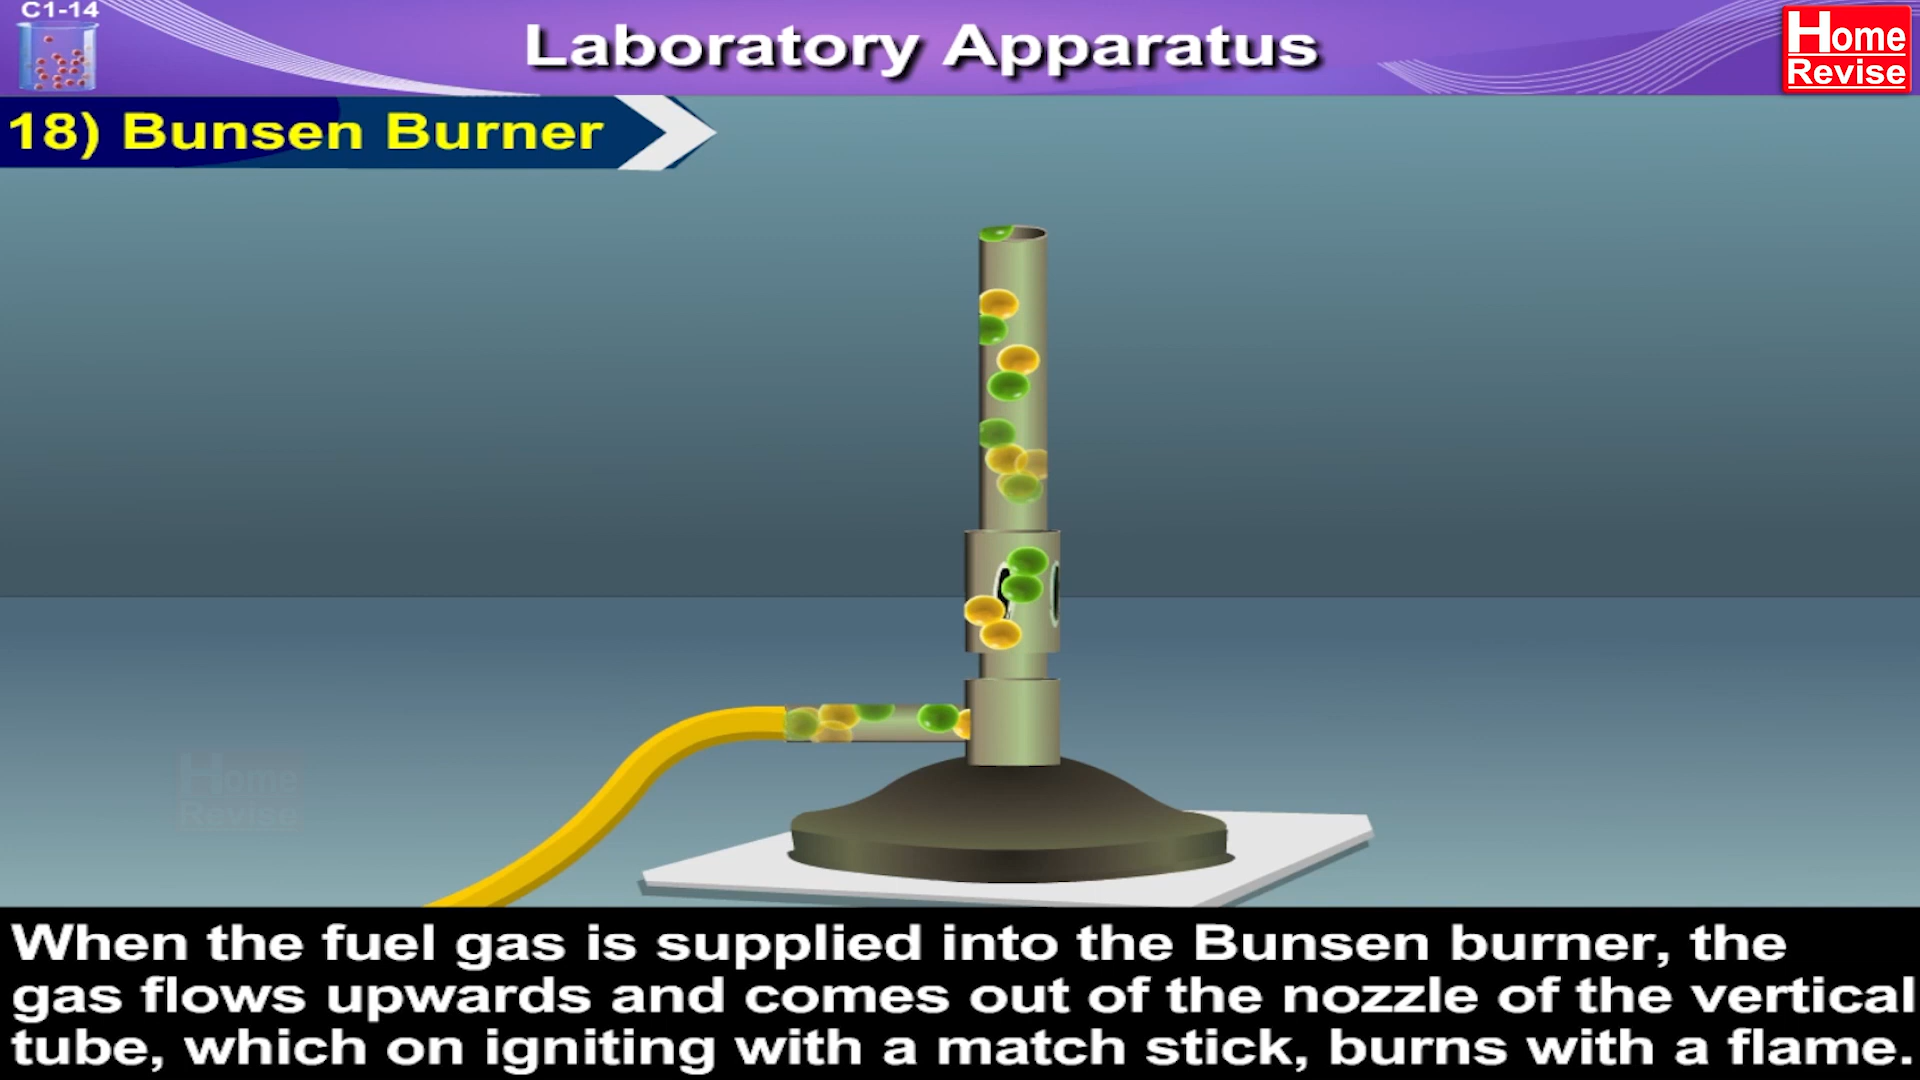 C1-14
Laboratory Apparatus
Home
Revise
18) Bunsen Burner
Home
Revise
When the fuel gas is supplied into the Bunsen burner, the
gas flows upwards and comes out of the nozzle of the vertical
tube, which on igniting with a match stick, burns with a flame.